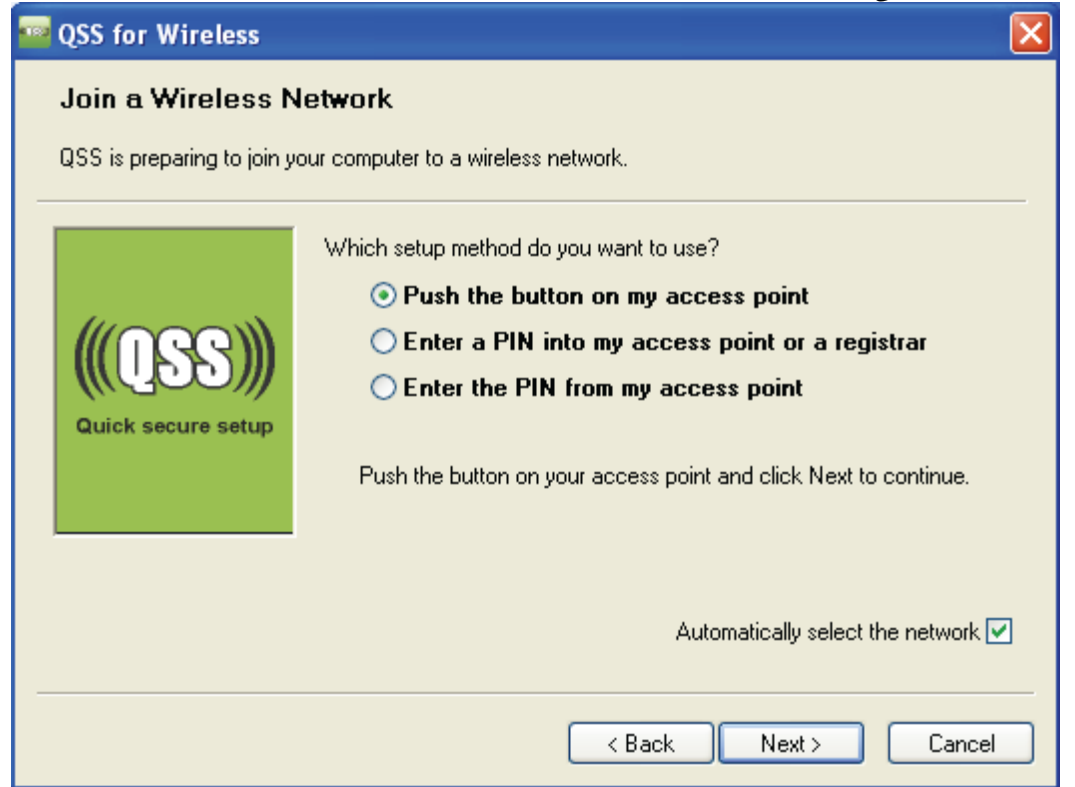 QSS for Wireless
Join a Wireless Network
QSS is preparing to join your computer to a wireless network.
Which setup method do you want to use?
Push the button on my access point
Enter a PIN into my access point or a registrar
Enter the PIN from my access point
(((QSS)))
Quick secure setup
Push the button on your access point and click Next to continue.
Automatically select the network
< Back Next > Cancel